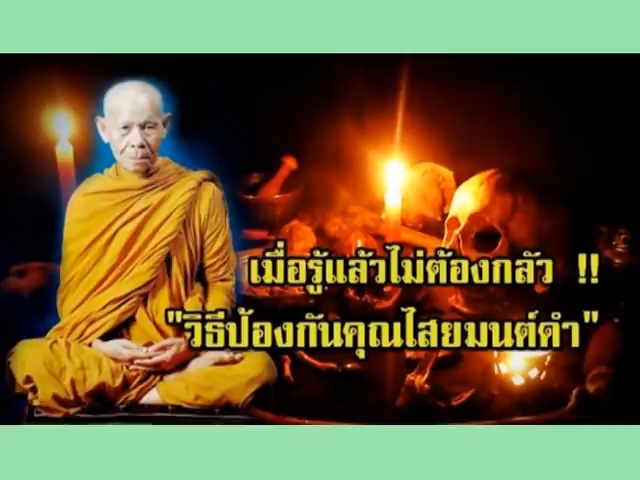 เมื่อรู้แล้วไม่ต้องกลัว !!
"วิธีป้องกันคุณไสยมนต์ดำ"